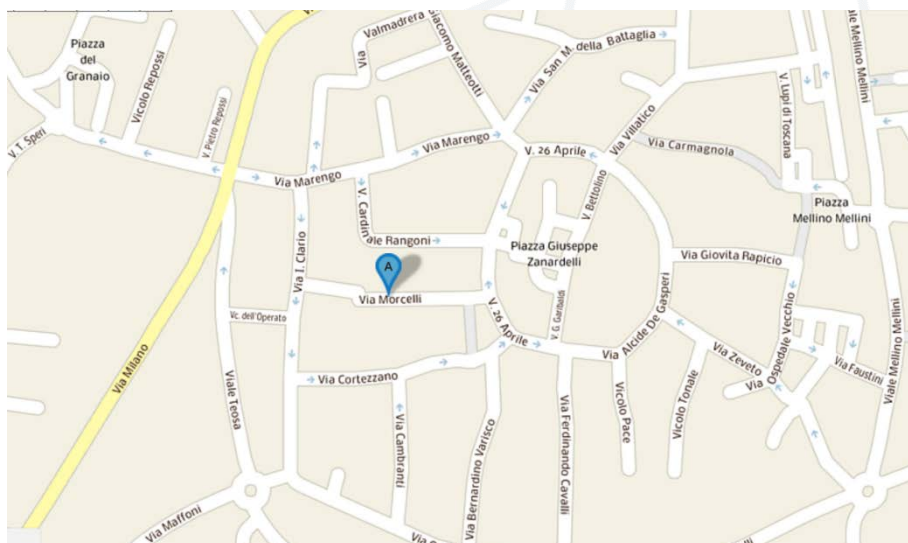 Piazza
del
Granaio
Vicolo Repossi
V. Pietro Repossi
V. T. Speri
Via Marengo
Via
Valmadrera
Giacomo Matteotti
Via San M. della Battaglia
Via Marengo
V. 26 Aprile
Via Villatico
Via Carmagnola
V. Lupi di Toscana
Viale Mellino Mellini
Piazza
Mellino Mellini
V. Cardin
ale Rangoni
V. Bettolino
Piazza Giuseppe
Zanardelli
Via I. Clario
A
Via Morcelli
Vc. dell'Operato
V. 26 Aprile
V. G. Garibaldi
Via Alcide De Gasperi
Via Giovita Rapicio
Via Ospedale Vecchio
Via Zeveto
Via Faustini
Viale Mellino Mellini
Via Milano
Viale Teosa
Via Cortezzano
Via Cambranti
Via Bernardino Varisco
Via Ferdinando Cavalli
Vicolo Pace
Vicolo Tonale
Via Maffoni